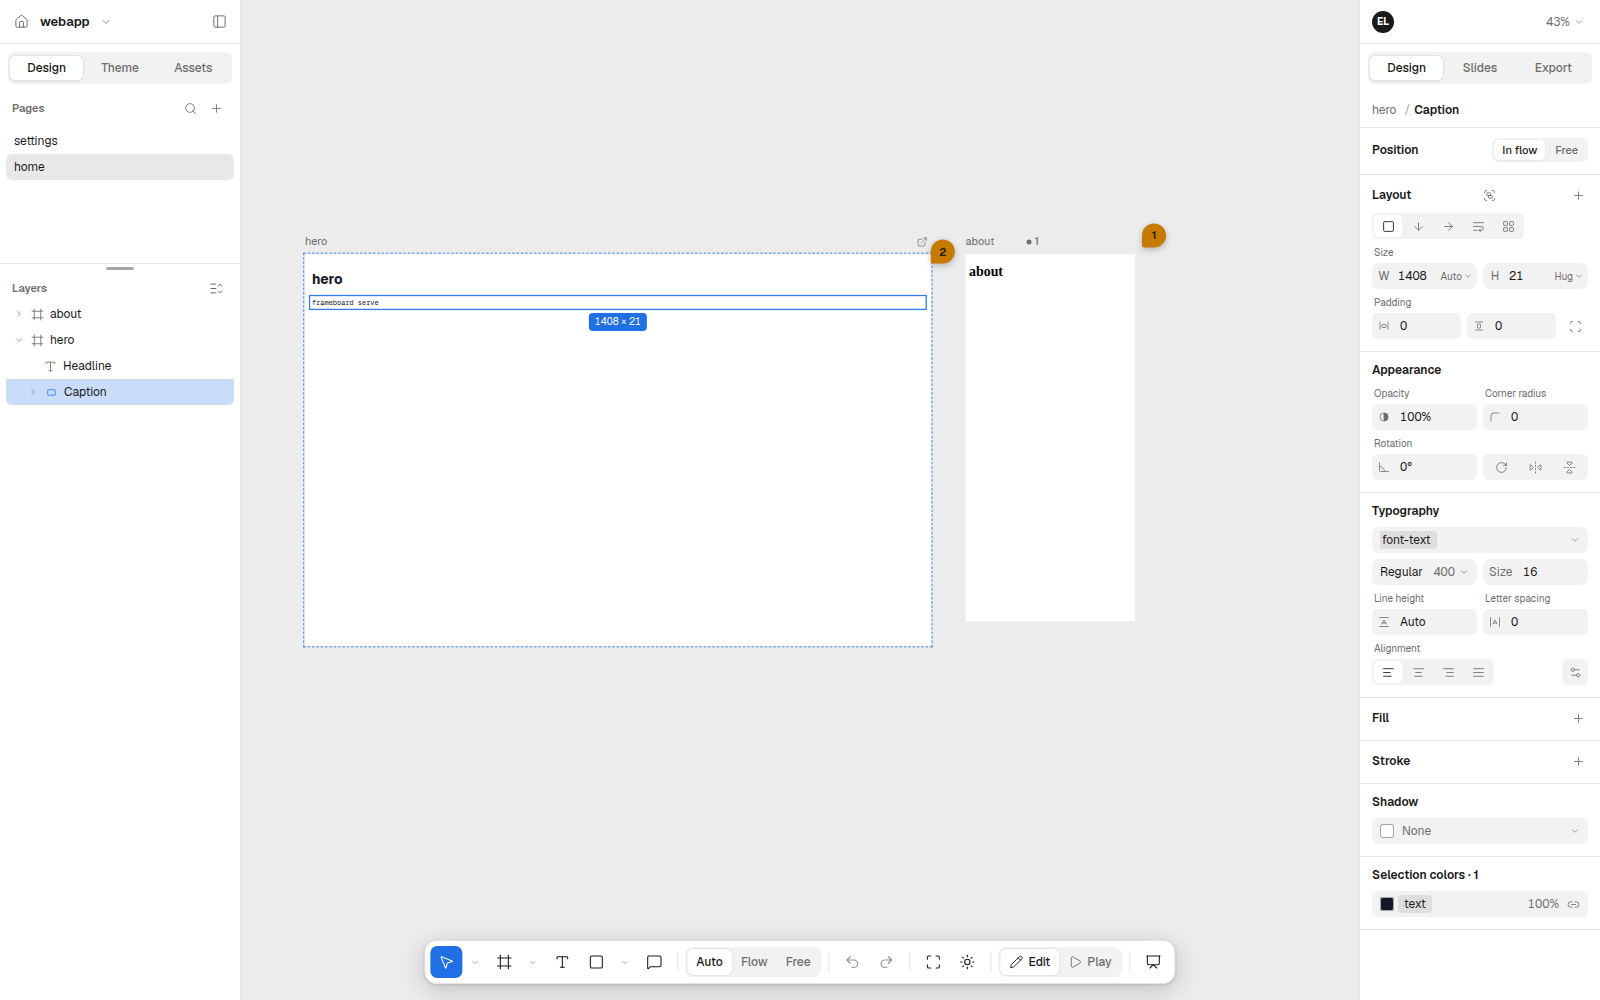 webapp
Design Theme Assets
Pages
settings
home
Layers
about
hero
Headline
Caption
hero
2
about
1
1
hero
frameboard serve
1408 × 21
about
Auto Flow Free
Edit Play
EL
43%
Design Slides Export
hero / Caption
Position
In flow Free
Layout
Size
W 1408 Auto
H 21 Hug
Padding
0
0
Appearance
Opacity
Corner radius
100%
0
Rotation
0°
Typography
font-text
Regular 400
Size 16
Line height
Letter spacing
Auto
0
Alignment
Fill
Stroke
Shadow
None
Selection colors · 1
text 100%